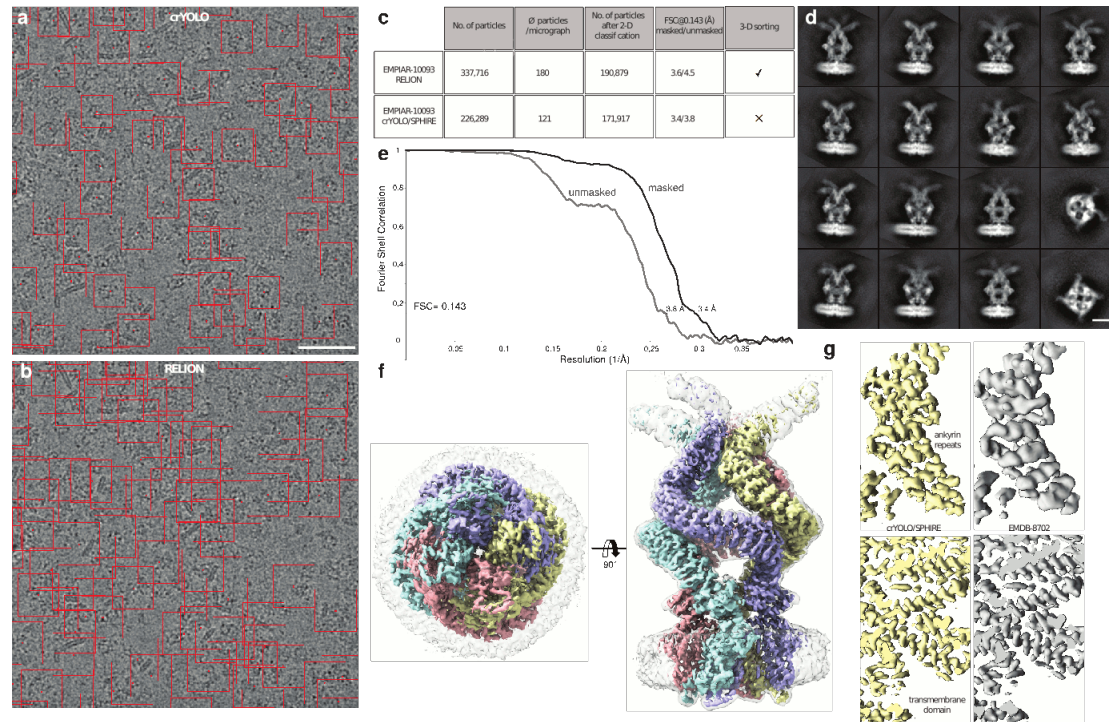 a
crYOLO
b
RELION
c
No. of particles
Ø particles
/micrograph
No. of particles
after 2-D
classif cation
FSC@0.143 (Å)
masked/unmasked
3-D sorting
EMPIAR-10093
RELION
337,716
180
190,879
3.6/4.5
✓
EMPIAR-10093
crYOLO/SPHIRE
226,289
121
171,917
3.4/3.8
✕
d
e
Fourier Shell Correlation
1
0.8
0.6
0.4
0,2
0
unmasked
masked
FSC= 0.143
3.8 Å
3.4 Å
0.05
0.1
0.15
0.2
0.25
0.3
0.35
Resolution [1/Å]
f
90°
g
ankyrin
repeats
crYOLO/SPHIRE
EMDB-8702
transmembrane
domain